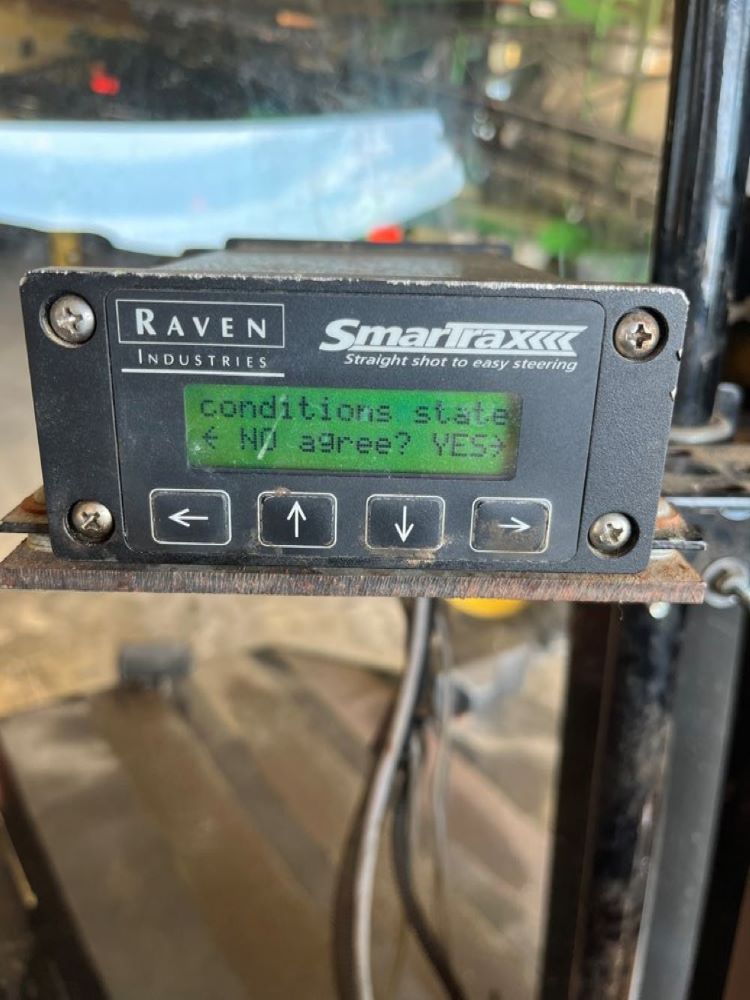 RAVEN
INDUSTRIES
SmarTrax
Straight shot to easy steering
conditions state
← NO agree? YES→
← ↑ ↓ →